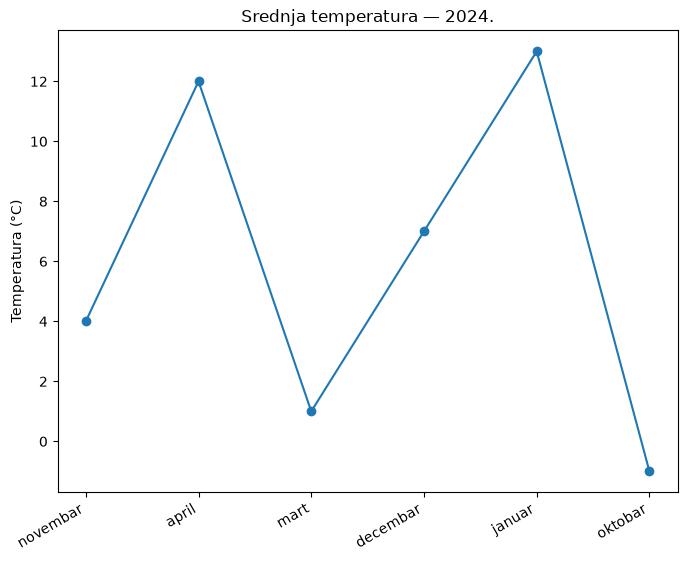 Srednja temperatura — 2024.
Temperatura (°C)
12
10
8
6
4
2
0
novembar
april
mart
decembar
januar
oktobar